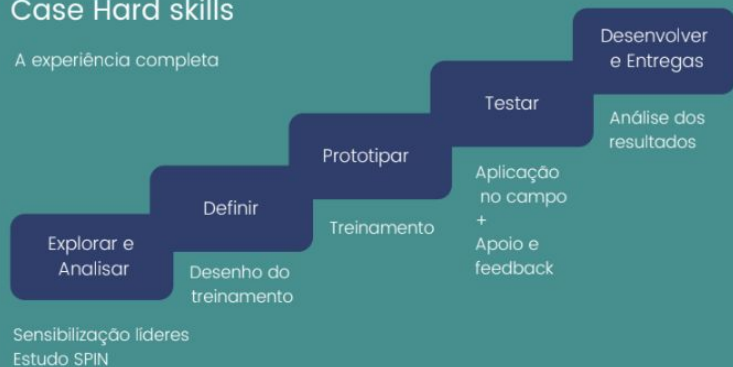 Case Hard skills
A experiência completa
Explorar e
Analisar
Sensibilização líderes
Estudo SPIN
Definir
Desenho do
treinamento
Prototipar
Treinamento
Testar
Aplicação
no campo
+
Apoio e
feedback
Desenvolver
e Entregas
Análise dos
resultados